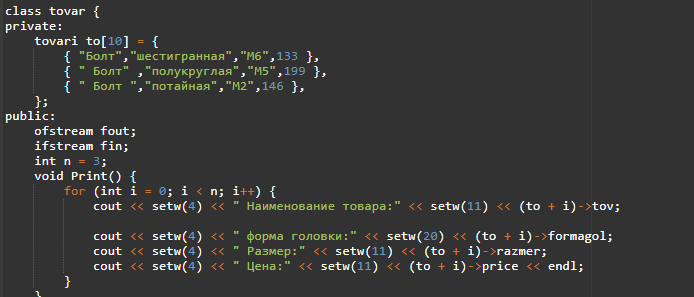 class tovar {
private:
    tovari to[10] = {
        { "Болт","шестигранная","М6",133 },
        { " Болт" ,"полукруглая","М5",199 },
        { " Болт ","потайная","М2",146 },
    };
public:
    ofstream fout;
    ifstream fin;
    int n = 3;
    void Print() {
        for (int i = 0; i < n; i++) {
            cout << setw(4) << " Наименование товара:" << setw(11) << (to + i)->tov;
            cout << setw(4) << " форма головки:" << setw(20) << (to + i)->formagol;
            cout << setw(4) << " Размер:" << setw(11) << (to + i)->razmer;
            cout << setw(4) << " Цена:" << setw(11) << (to + i)->price << endl;
        }
    }